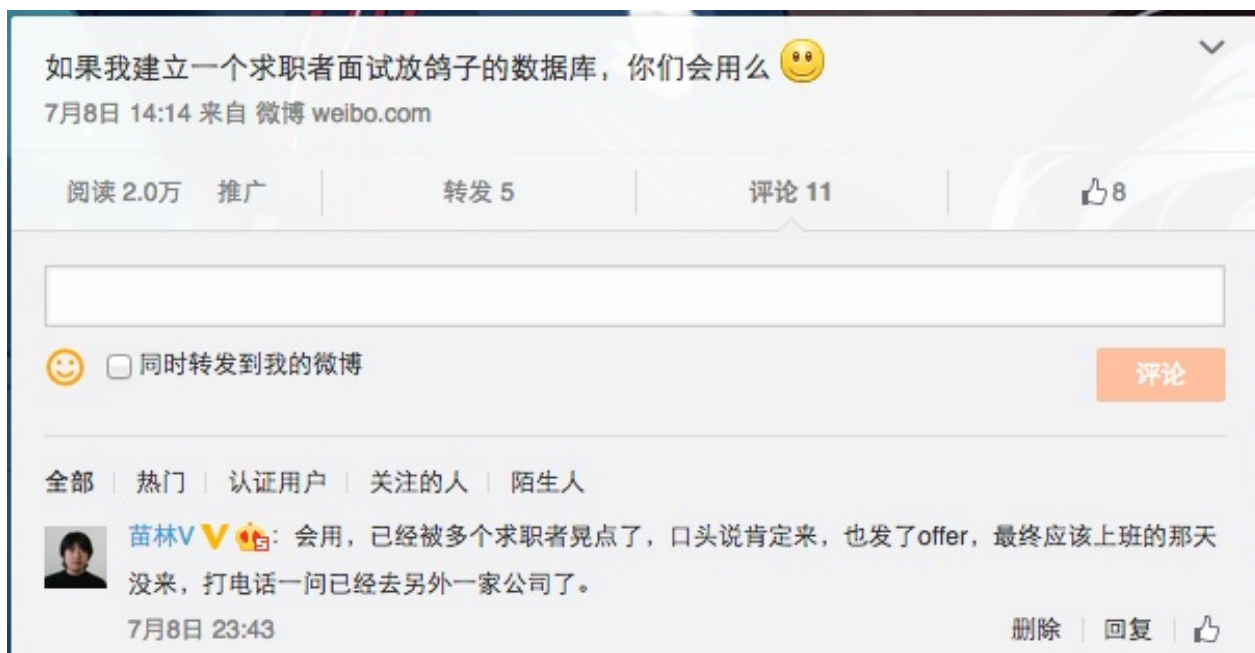 如果我建立一个求职者面试放鸽子的数据库，你们会用么
7月8日 14:14 来自 微博 weibo.com
阅读 2.0万 推广 转发 5 评论 11 8
同时转发到我的微博
评论
全部 热门 认证用户 关注的人 陌生人
苗林V V 5：会用，已经被多个求职者晃点了，口头说肯定来，也发了offer，最终应该上班的那天
没来，打电话一问已经去另外一家公司了。
7月8日 23:43 删除 回复